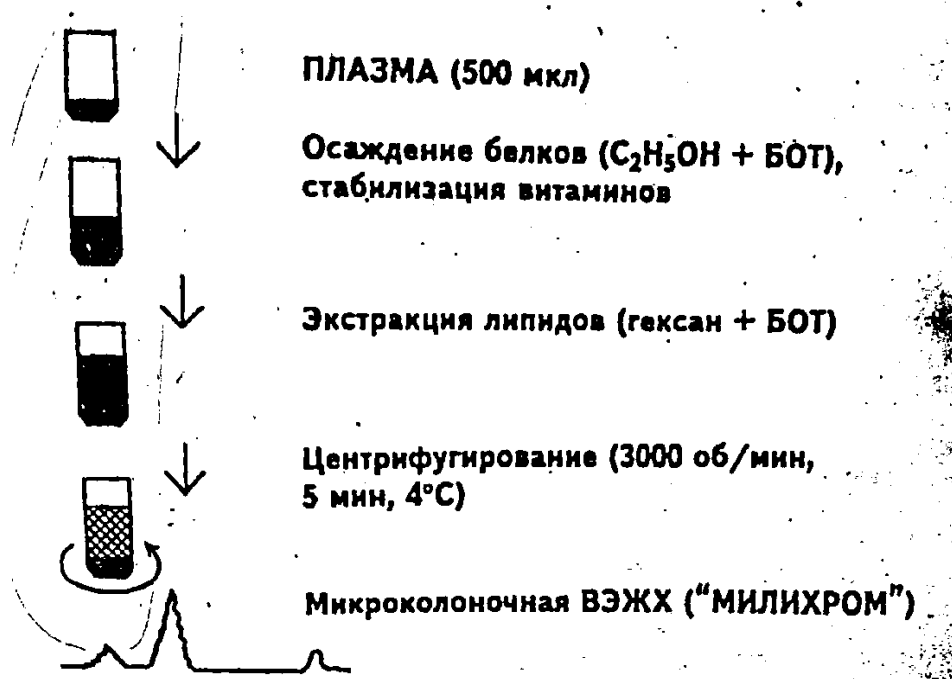 ПЛАЗМА (500 мкл)
Осаждение белков (C₂H₅OH + БОТ),
стабилизация витаминов
Экстракция липидов (гексан + БОТ)
Центрифугирование (3000 об/мин,
5 мин, 4°C)
Микроколоночная ВЭЖХ ("МИЛИХРОМ")